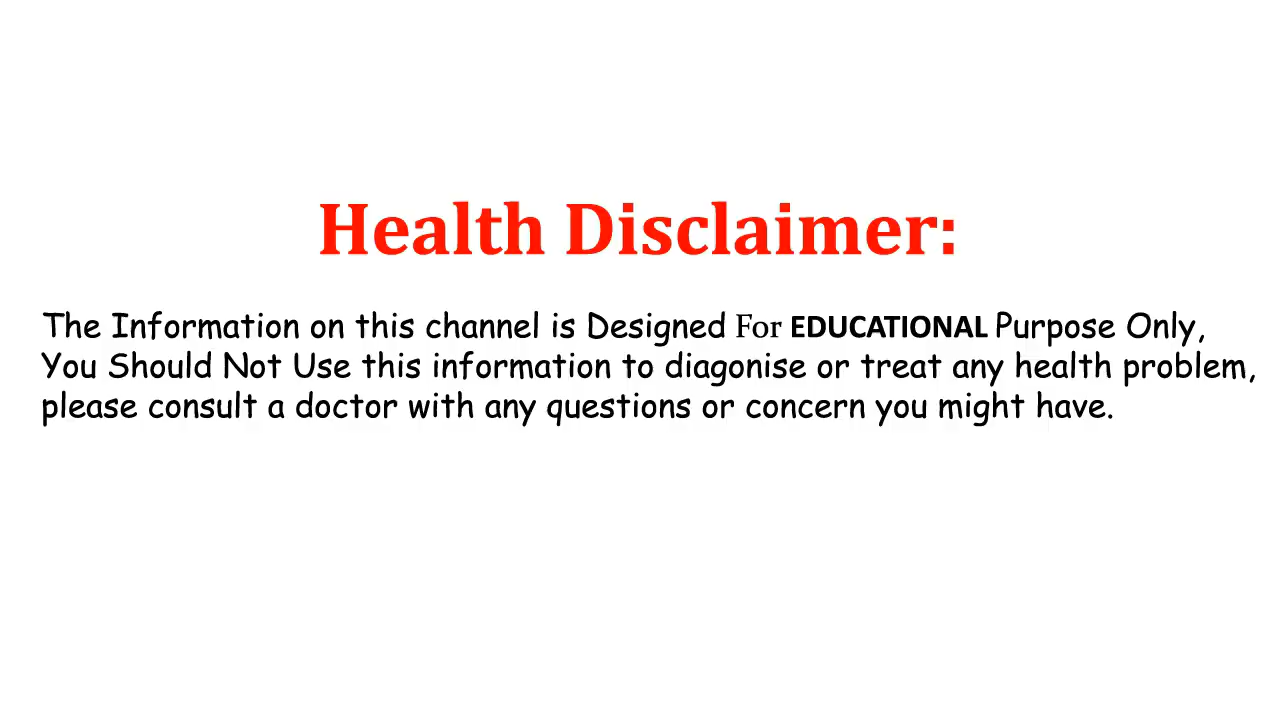 Health Disclaimer:
The Information on this channel is Designed For EDUCATIONAL Purpose Only,
You Should Not Use this information to diagonise or treat any health problem,
please consult a doctor with any questions or concern you might have.